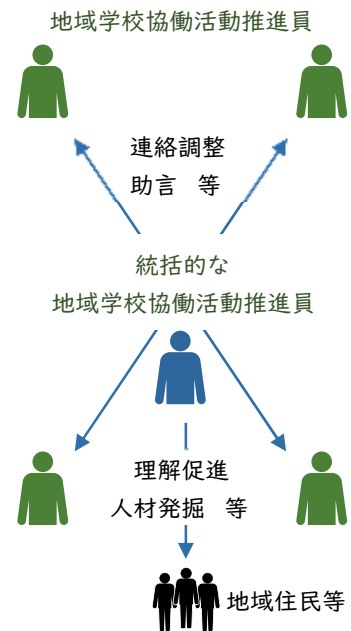 地域学校協働活動推進員
連絡調整
助言 等
統括的な
地域学校協働活動推進員
理解促進
人材発掘 等
地域住民等